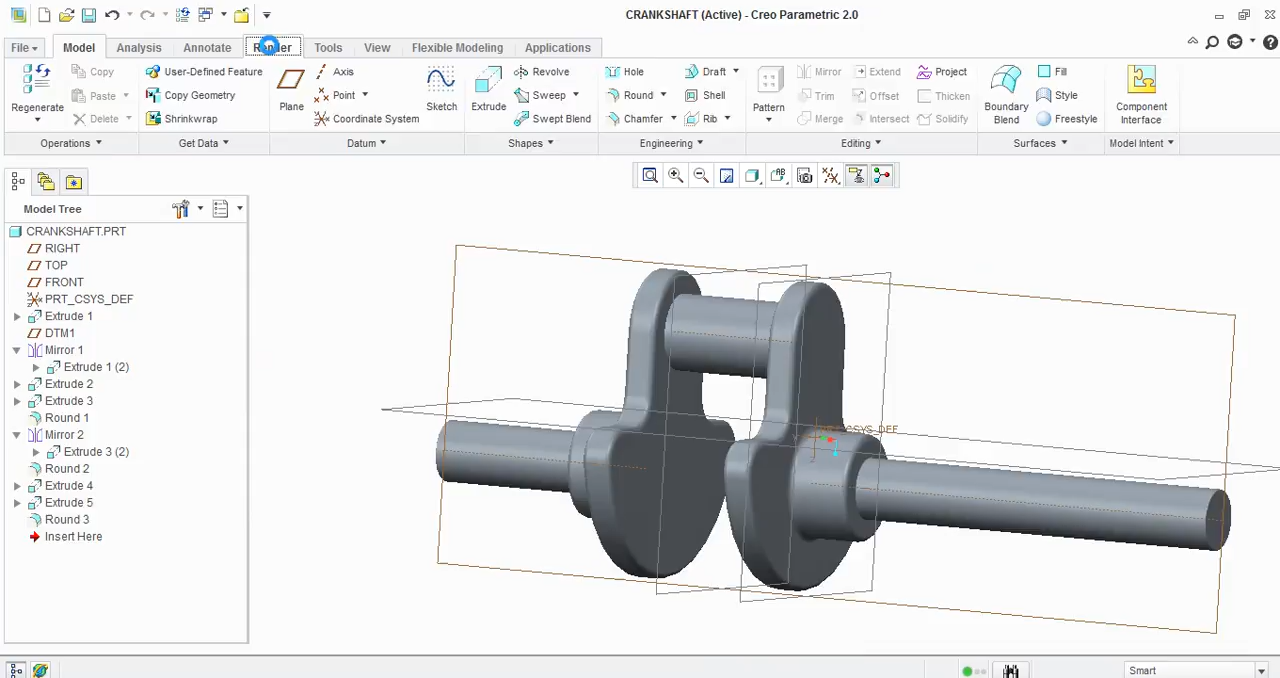 CRANKSHAFT (Active) - Creo Parametric 2.0
File Model Analysis Annotate Render Tools View Flexible Modeling Applications
Regenerate
Copy
Paste
Delete
User-Defined Feature
Copy Geometry
Shrinkwrap
Plane
Axis
Point
Coordinate System
Sketch
Extrude
Revolve
Sweep
Swept Blend
Hole
Round
Chamfer
Draft
Shell
Rib
Pattern
Mirror
Trim
Merge
Extend
Offset
Intersect
Project
Thicken
Solidify
Boundary
Blend
Fill
Style
Freestyle
Component
Interface
Operations Get Data Datum Shapes Engineering Editing Surfaces Model Intent
Model Tree
CRANKSHAFT.PRT
RIGHT
TOP
FRONT
PRT_CSYS_DEF
Extrude 1
DTM1
Mirror 1
Extrude 1 (2)
Extrude 2
Extrude 3
Round 1
Mirror 2
Extrude 3 (2)
Round 2
Extrude 4
Extrude 5
Round 3
Insert Here
PRT_CSYS_DEF
Smart